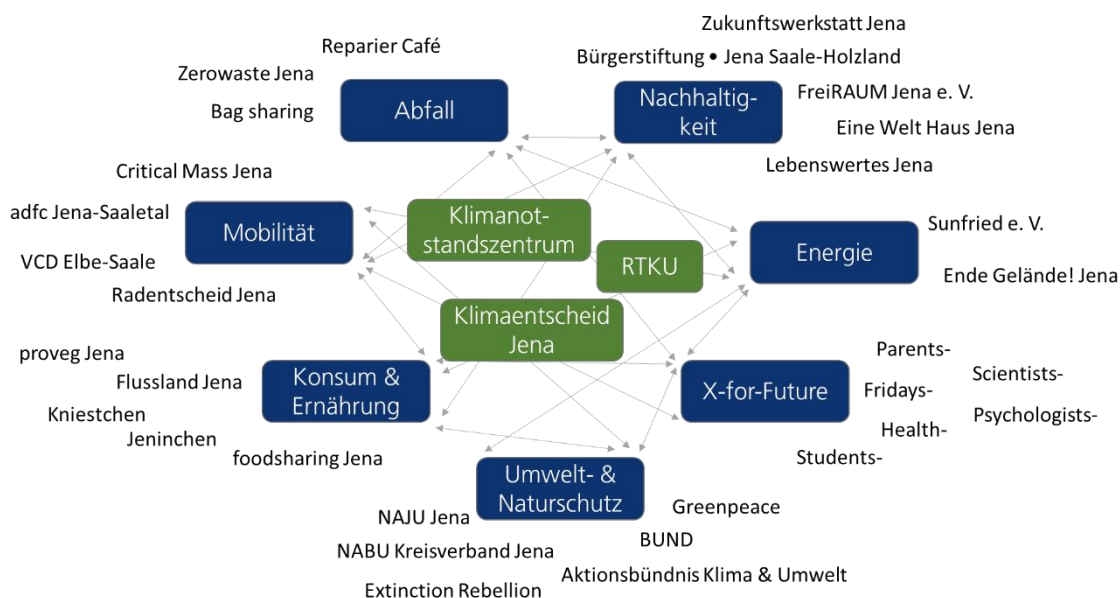 Zukunftswerkstatt Jena
Reparier Café
Bürgerstiftung • Jena Saale-Holzland
Zerowaste Jena
Abfall
Nachhaltig-
keit
FreiRAUM Jena e. V.
Bag sharing
Eine Welt Haus Jena
Lebenswertes Jena
Critical Mass Jena
adfc Jena-Saaletal
Mobilität
VCD Elbe-Saale
Radentscheid Jena
Klimanot-
standszentrum
RTKU
Klimaentscheid
Jena
Energie
Sunfried e. V.
Ende Gelände! Jena
proveg Jena
Flussland Jena
Kniestchen
Jeninchen
foodsharing Jena
Konsum &
Ernährung
X-for-Future
Parents-
Scientists-
Fridays-
Psychologists-
Health-
Students-
Umwelt- &
Naturschutz
NAJU Jena
Greenpeace
NABU Kreisverband Jena
BUND
Extinction Rebellion
Aktionsbündnis Klima & Umwelt